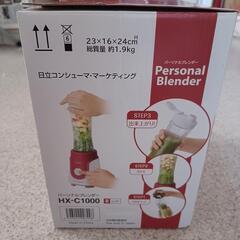 23×16×24cm
総質量 約1.9kg
日立コンシューマ・マーケティング
パーソナルブレンダー
Personal
Blender
STEP3
出来上がり!
STEP2
STEP1
パーソナルブレンダー
HX-C1000